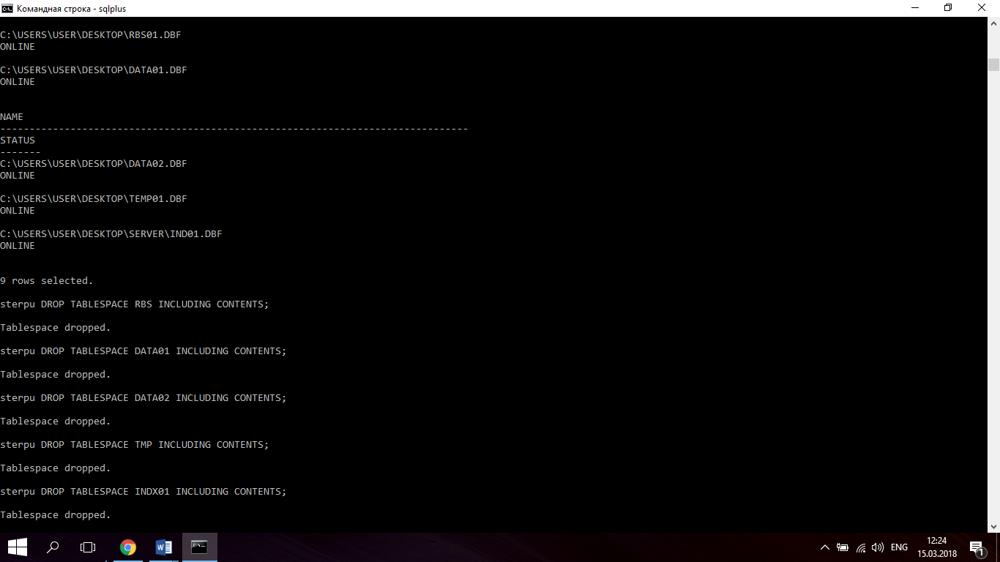 Командная строка - sqlplus
C:\USERS\USER\DESKTOP\RBS01.DBF
ONLINE
C:\USERS\USER\DESKTOP\DATA01.DBF
ONLINE
NAME
--------------------------------------------------------------------------------
STATUS
-------
C:\USERS\USER\DESKTOP\DATA02.DBF
ONLINE
C:\USERS\USER\DESKTOP\TEMP01.DBF
ONLINE
C:\USERS\USER\DESKTOP\SERVER\IND01.DBF
ONLINE
9 rows selected.
sterpu DROP TABLESPACE RBS INCLUDING CONTENTS;
Tablespace dropped.
sterpu DROP TABLESPACE DATA01 INCLUDING CONTENTS;
Tablespace dropped.
sterpu DROP TABLESPACE DATA02 INCLUDING CONTENTS;
Tablespace dropped.
sterpu DROP TABLESPACE TMP INCLUDING CONTENTS;
Tablespace dropped.
sterpu DROP TABLESPACE INDX01 INCLUDING CONTENTS;
Tablespace dropped.
ENG
12:24
15.03.2018
1